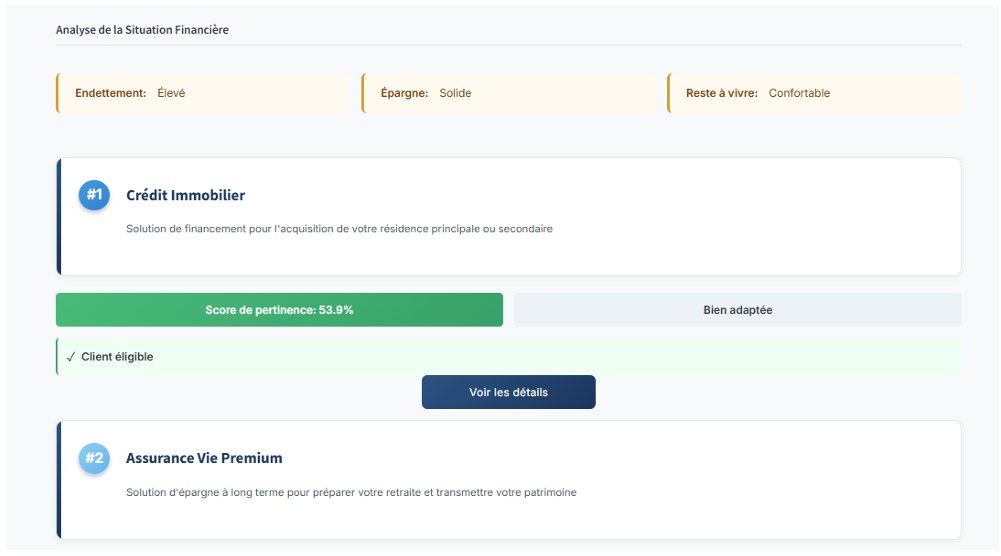 Analyse de la Situation Financière
Endettement: Élevé
Épargne: Solide
Reste à vivre: Confortable
#1
Crédit Immobilier
Solution de financement pour l'acquisition de votre résidence principale ou secondaire
Score de pertinence: 53.9%
Bien adaptée
✓ Client éligible
Voir les détails
#2
Assurance Vie Premium
Solution d'épargne à long terme pour préparer votre retraite et transmettre votre patrimoine